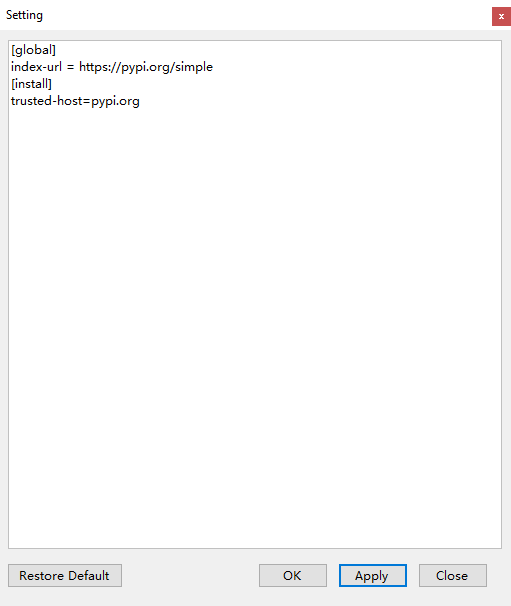 Setting
x
[global]
index-url = https://pypi.org/simple
[install]
trusted-host=pypi.org
Restore Default
OK
Apply
Close